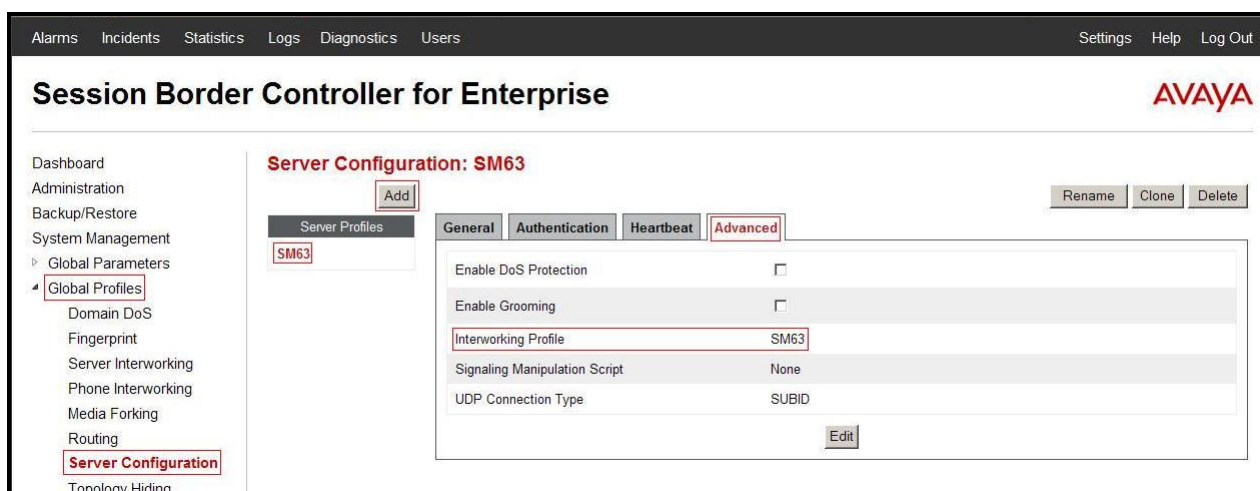 Alarms Incidents Statistics Logs Diagnostics Users Settings Help Log Out
Session Border Controller for Enterprise
AVAYA
Dashboard
Administration
Backup/Restore
System Management
Global Parameters
Global Profiles
Domain DoS
Fingerprint
Server Interworking
Phone Interworking
Media Forking
Routing
Server Configuration
Topology Hiding
Server Configuration: SM63
Add
Rename Clone Delete
Server Profiles
SM63
General Authentication Heartbeat Advanced
Enable DoS Protection
Enable Grooming
Interworking Profile SM63
Signaling Manipulation Script None
UDP Connection Type SUBID
Edit